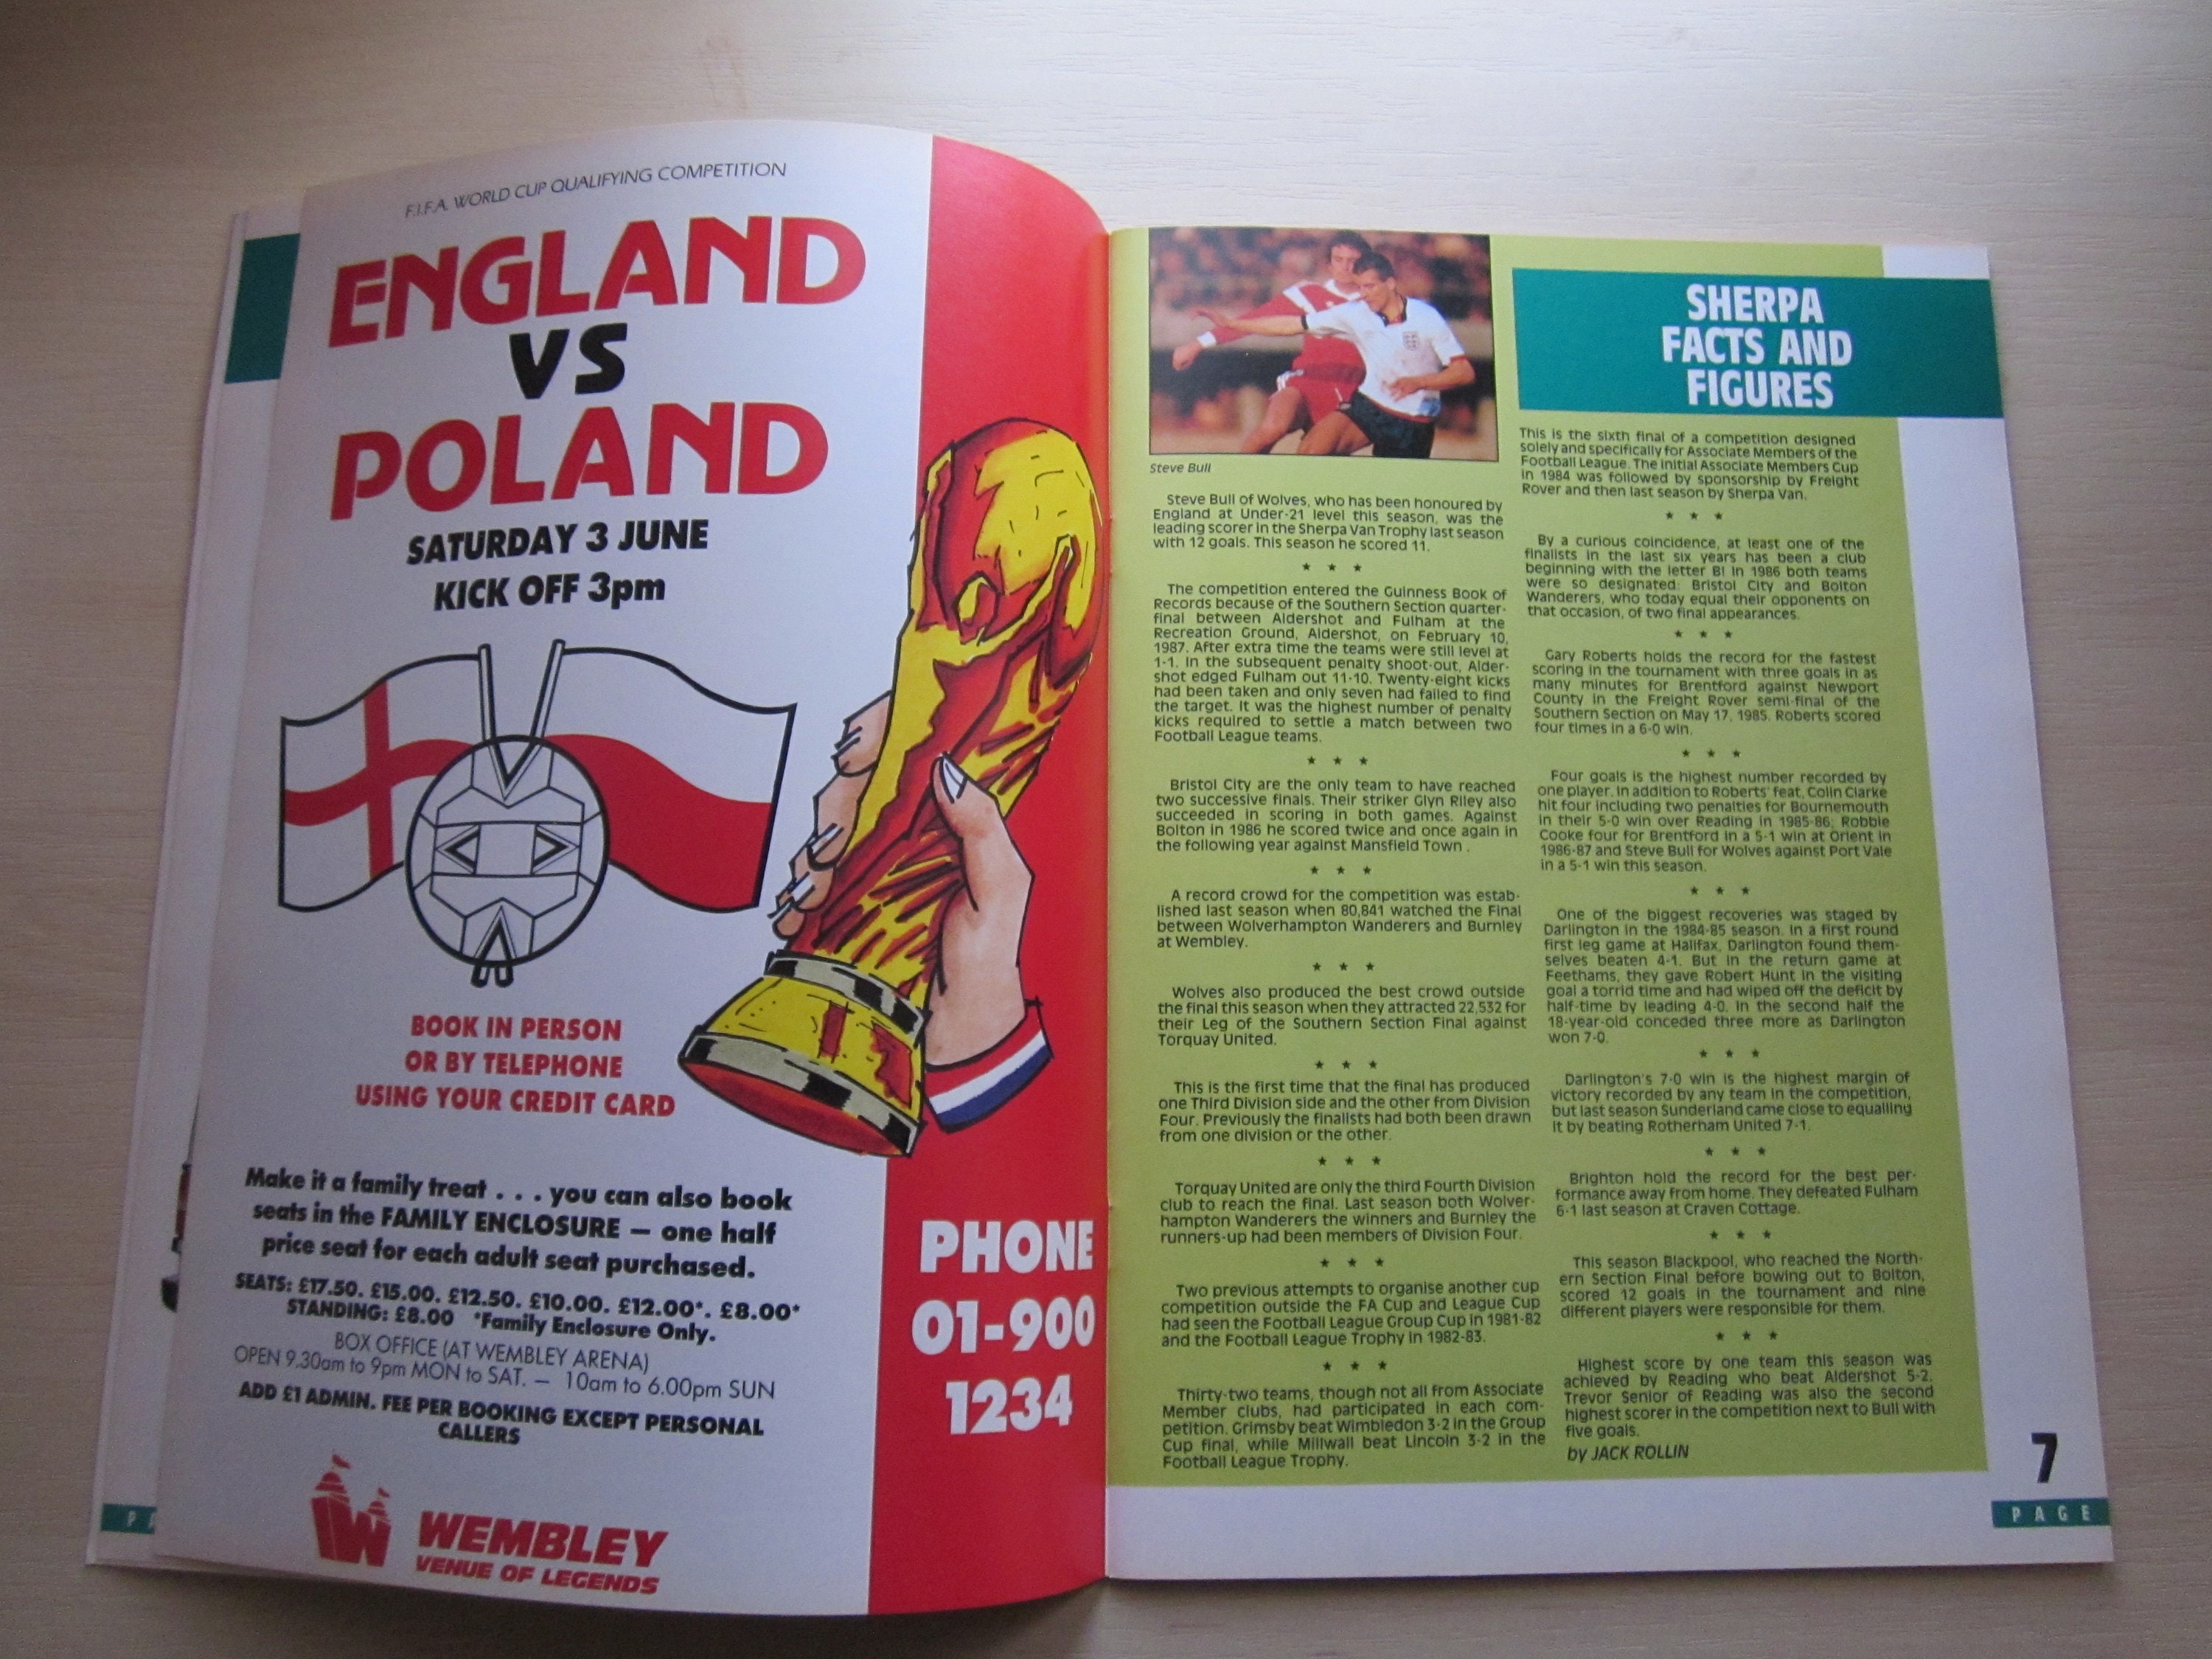 F.I.F.A. WORLD CUP QUALIFYING COMPETITION
ENGLAND
VS
POLAND
SATURDAY 3 JUNE
KICK OFF 3pm
BOOK IN PERSON
OR BY TELEPHONE
USING YOUR CREDIT CARD
Make it a family treat . . . you can also book
seats in the FAMILY ENCLOSURE — one half
price seat for each adult seat purchased.
SEATS: £17.50. £15.00. £12.50. £10.00. £12.00*. £8.00*
STANDING: £8.00 *Family Enclosure Only.
BOX OFFICE (AT WEMBLEY ARENA)
OPEN 9.30am to 9pm MON to SAT. — 10am to 6.00pm SUN
ADD £1 ADMIN. FEE PER BOOKING EXCEPT PERSONAL
CALLERS
W WEMBLEY
VENUE OF LEGENDS
PHONE
01-900
1234
Steve Bull
Steve Bull of Wolves, who has been honoured by
England at Under-21 level this season, was the
leading scorer in the Sherpa Van Trophy last season
with 12 goals. This season he scored 11.
★ ★ ★
The competition entered the Guinness Book of
Records because of the Southern Section quarter-
final between Aldershot and Fulham at the
Recreation Ground, Aldershot, on February 10,
1987. After extra time the teams were still level at
1-1. In the subsequent penalty shoot-out, Alder-
shot edged Fulham out 11-10. Twenty-eight kicks
had been taken and only seven had failed to find
the target. It was the highest number of penalty
kicks required to settle a match between two
Football League teams.
★ ★ ★
Bristol City are the only team to have reached
two successive finals. Their striker Glyn Riley also
succeeded in scoring in both games. Against
Bolton in 1986 he scored twice and once again in
the following year against Mansfield Town .
★ ★ ★
A record crowd for the competition was estab-
lished last season when 80,841 watched the Final
between Wolverhampton Wanderers and Burnley
at Wembley.
★ ★ ★
Wolves also produced the best crowd outside
the final this season when they attracted 22,532 for
their Leg of the Southern Section Final against
Torquay United.
★ ★ ★
This is the first time that the final has produced
one Third Division side and the other from Division
Four. Previously the finalists had both been drawn
from one division or the other.
★ ★ ★
Torquay United are only the third Fourth Division
club to reach the final. Last season both Wolver-
hampton Wanderers the winners and Burnley the
runners-up had been members of Division Four.
★ ★ ★
Two previous attempts to organise another cup
competition outside the FA Cup and League Cup
had seen the Football League Group Cup in 1981-82
and the Football League Trophy in 1982-83.
★ ★ ★
Thirty-two teams, though not all from Associate
Member clubs, had participated in each com-
petition. Grimsby beat Wimbledon 3-2 in the Group
Cup final, while Millwall beat Lincoln 3-2 in the
Football League Trophy.
SHERPA
FACTS AND
FIGURES
This is the sixth final of a competition designed
solely and specifically for Associate Members of the
Football League. The initial Associate Members Cup
in 1984 was followed by sponsorship by Freight
Rover and then last season by Sherpa Van.
★ ★ ★
By a curious coincidence, at least one of the
finalists in the last six years has been a club
beginning with the letter B! In 1986 both teams
were so designated: Bristol City and Bolton
Wanderers, who today equal their opponents on
that occasion, of two final appearances.
★ ★ ★
Gary Roberts holds the record for the fastest
scoring in the tournament with three goals in as
many minutes for Brentford against Newport
County in the Freight Rover semi-final of the
Southern Section on May 17, 1985. Roberts scored
four times in a 6-0 win.
★ ★ ★
Four goals is the highest number recorded by
one player. In addition to Roberts' feat, Colin Clarke
hit four including two penalties for Bournemouth
in their 5-0 win over Reading in 1985-86; Robbie
Cooke four for Brentford in a 5-1 win at Orient in
1986-87 and Steve Bull for Wolves against Port Vale
in a 5-1 win this season.
★ ★ ★
One of the biggest recoveries was staged by
Darlington in the 1984-85 season. In a first round
first leg game at Halifax, Darlington found them-
selves beaten 4-1. But in the return game at
Feethams, they gave Robert Hunt in the visiting
goal a torrid time and had wiped off the deficit by
half-time by leading 4-0. In the second half the
18-year-old conceded three more as Darlington
won 7-0.
★ ★ ★
Darlington's 7-0 win is the highest margin of
victory recorded by any team in the competition,
but last season Sunderland came close to equalling
it by beating Rotherham United 7-1.
★ ★ ★
Brighton hold the record for the best per-
formance away from home. They defeated Fulham
6-1 last season at Craven Cottage.
★ ★ ★
This season Blackpool, who reached the North-
ern Section Final before bowing out to Bolton,
scored 12 goals in the tournament and nine
different players were responsible for them.
★ ★ ★
Highest score by one team this season was
achieved by Reading who beat Aldershot 5-2.
Trevor Senior of Reading was also the second
highest scorer in the competition next to Bull with
five goals.
by JACK ROLLIN
7
PAGE